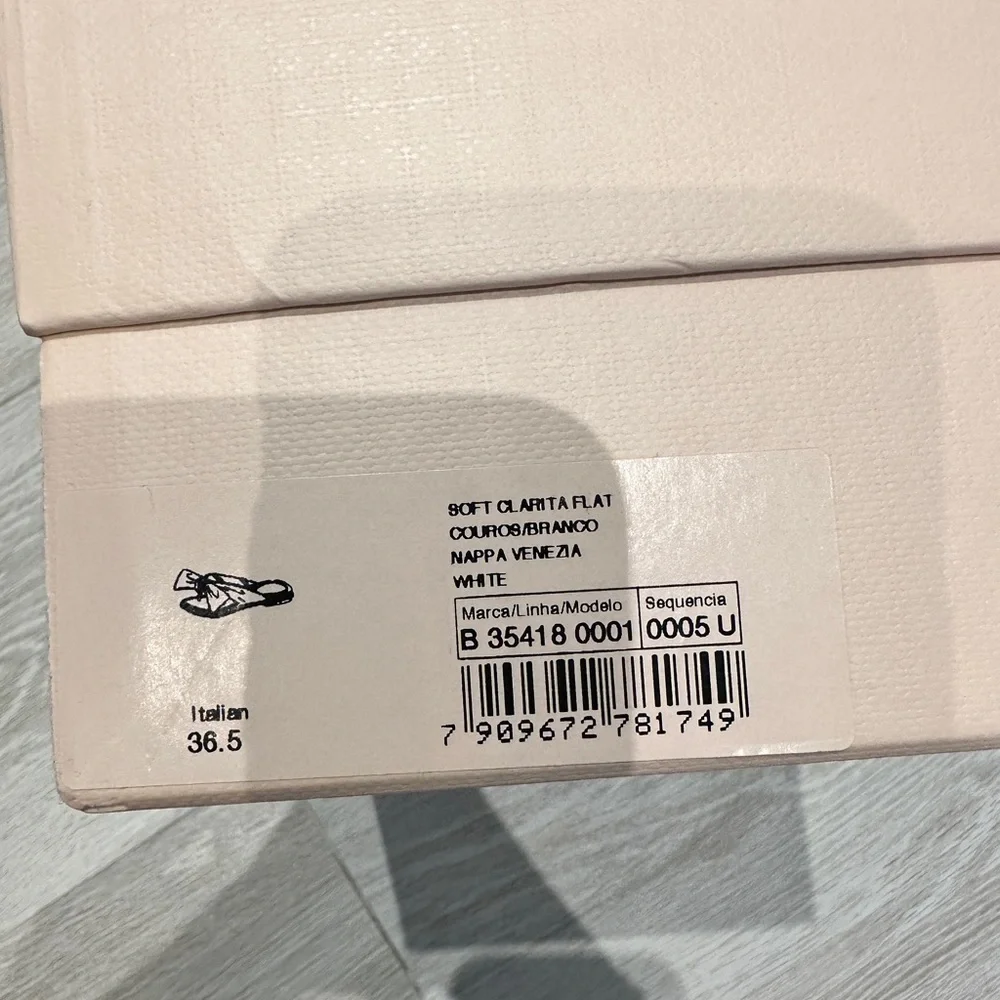 SOFT CLARITA FLAT
COUROS/BRANCO
NAPPA VENEZIA
WHITE
Marca/Linha/Modelo Sequencia
B 35418 0001 0005 U
7 909672 781749
Italian
36.5